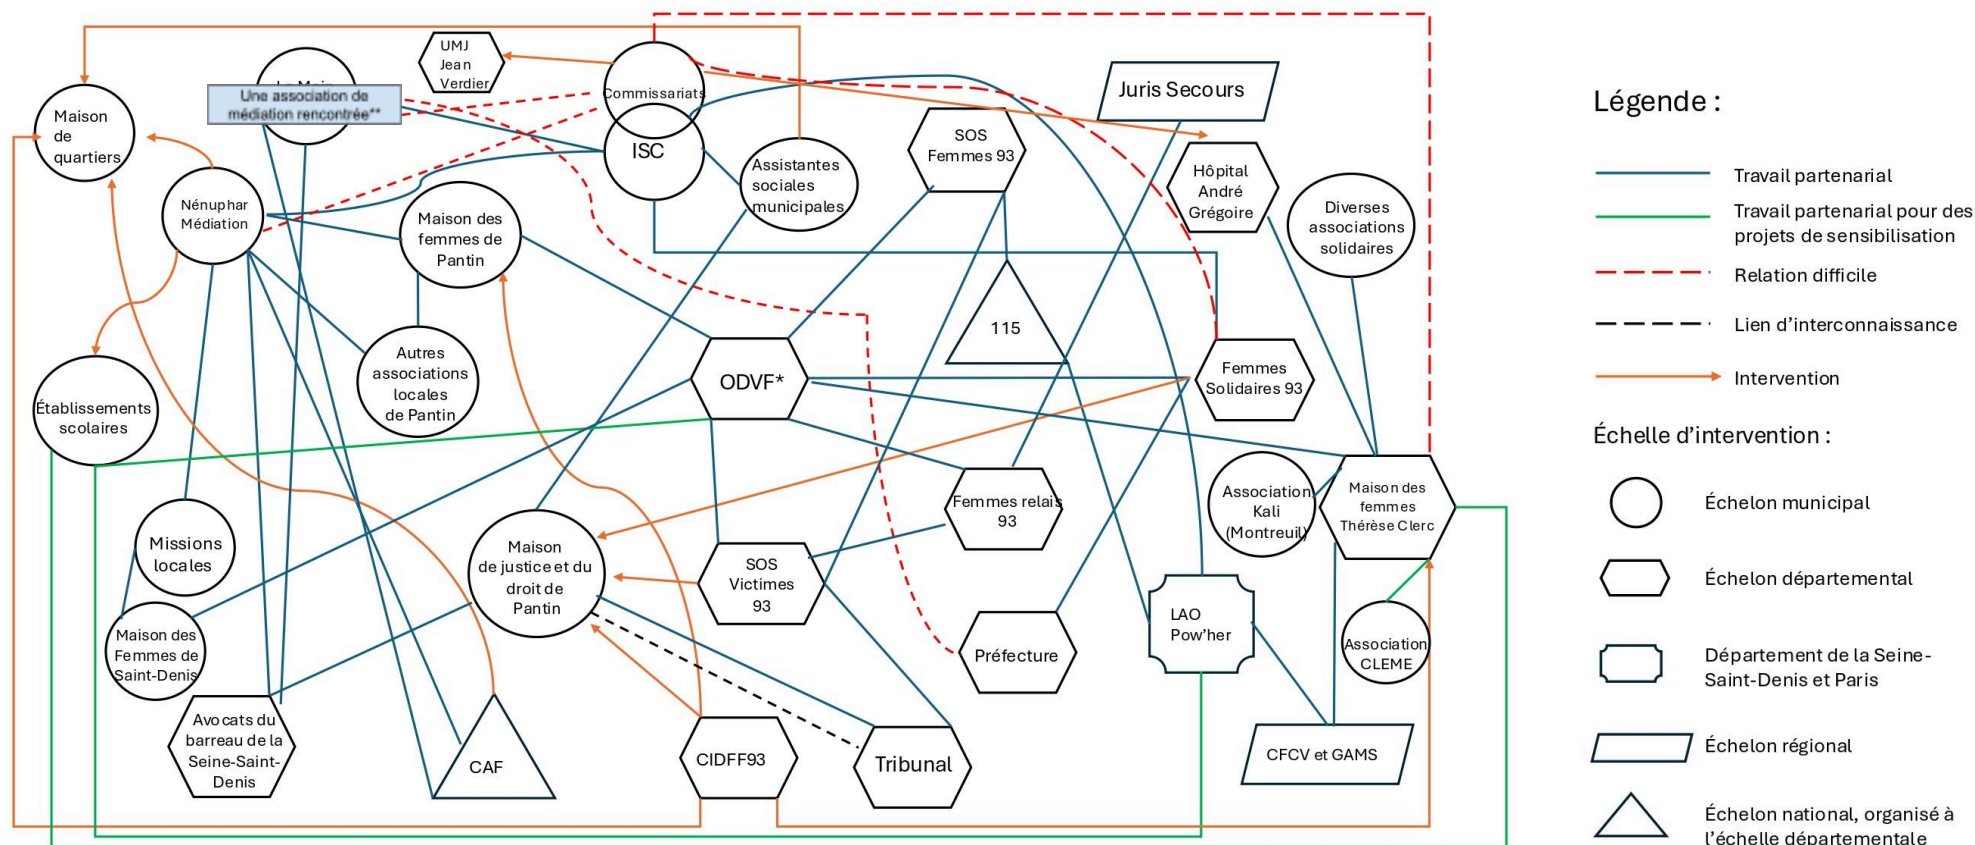 UMJ
Jean
Verdier
Commissariats
Juris Secours
Une association de
médiation rencontrée**
Maison
de
quartiers
ISC
SOS
Femmes 93
Assistantes
sociales
municipales
Hôpital
André
Grégoire
Nénuphar
Médiation
Maison des
femmes de
Pantin
Diverses
associations
solidaires
115
Autres
associations
locales
de Pantin
ODVF*
Femmes
Solidaires 93
Établissements
scolaires
Association
Kali
(Montreuil)
Maison des
femmes
Thérèse Clerc
Femmes relais
93
Missions
locales
Maison
de justice et du
droit de
Pantin
SOS
Victimes
93
Maison des
Femmes de
Saint-Denis
LAO
Pow’her
Préfecture
Association
CLEME
Avocats du
barreau de la
Seine-Saint-
Denis
CAF
CIDFF93
Tribunal
CFCV et GAMS
Légende :
Travail partenarial
Travail partenarial pour des
projets de sensibilisation
Relation difficile
Lien d’interconnaissance
Intervention
Échelle d’intervention :
Échelon municipal
Échelon départemental
Département de la Seine-
Saint-Denis et Paris
Échelon régional
Échelon national, organisé à
l’échelle départementale